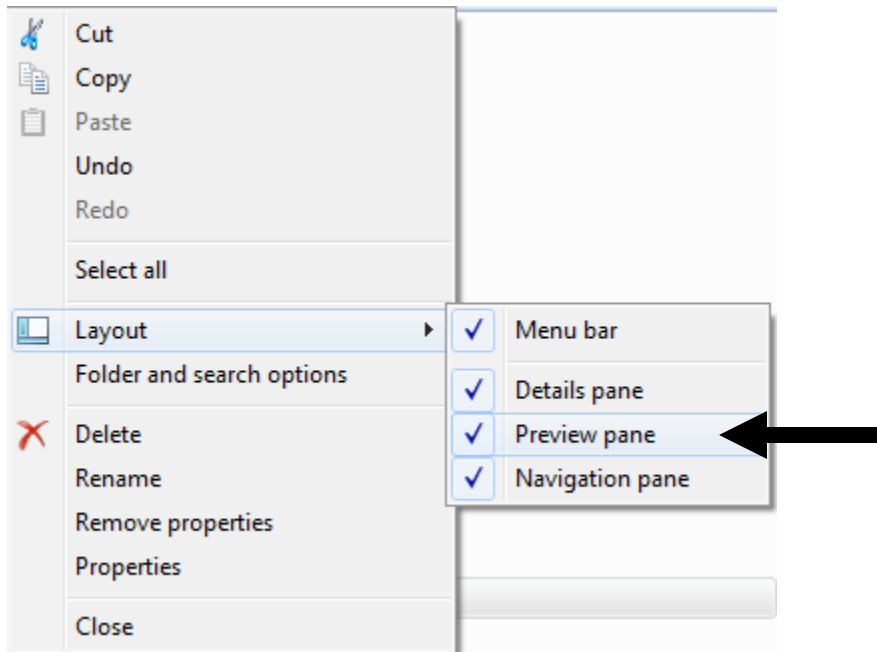 Cut
Copy
Paste
Undo
Redo
Select all
Layout
Folder and search options
Delete
Rename
Remove properties
Properties
Close
Menu bar
Details pane
Preview pane
Navigation pane